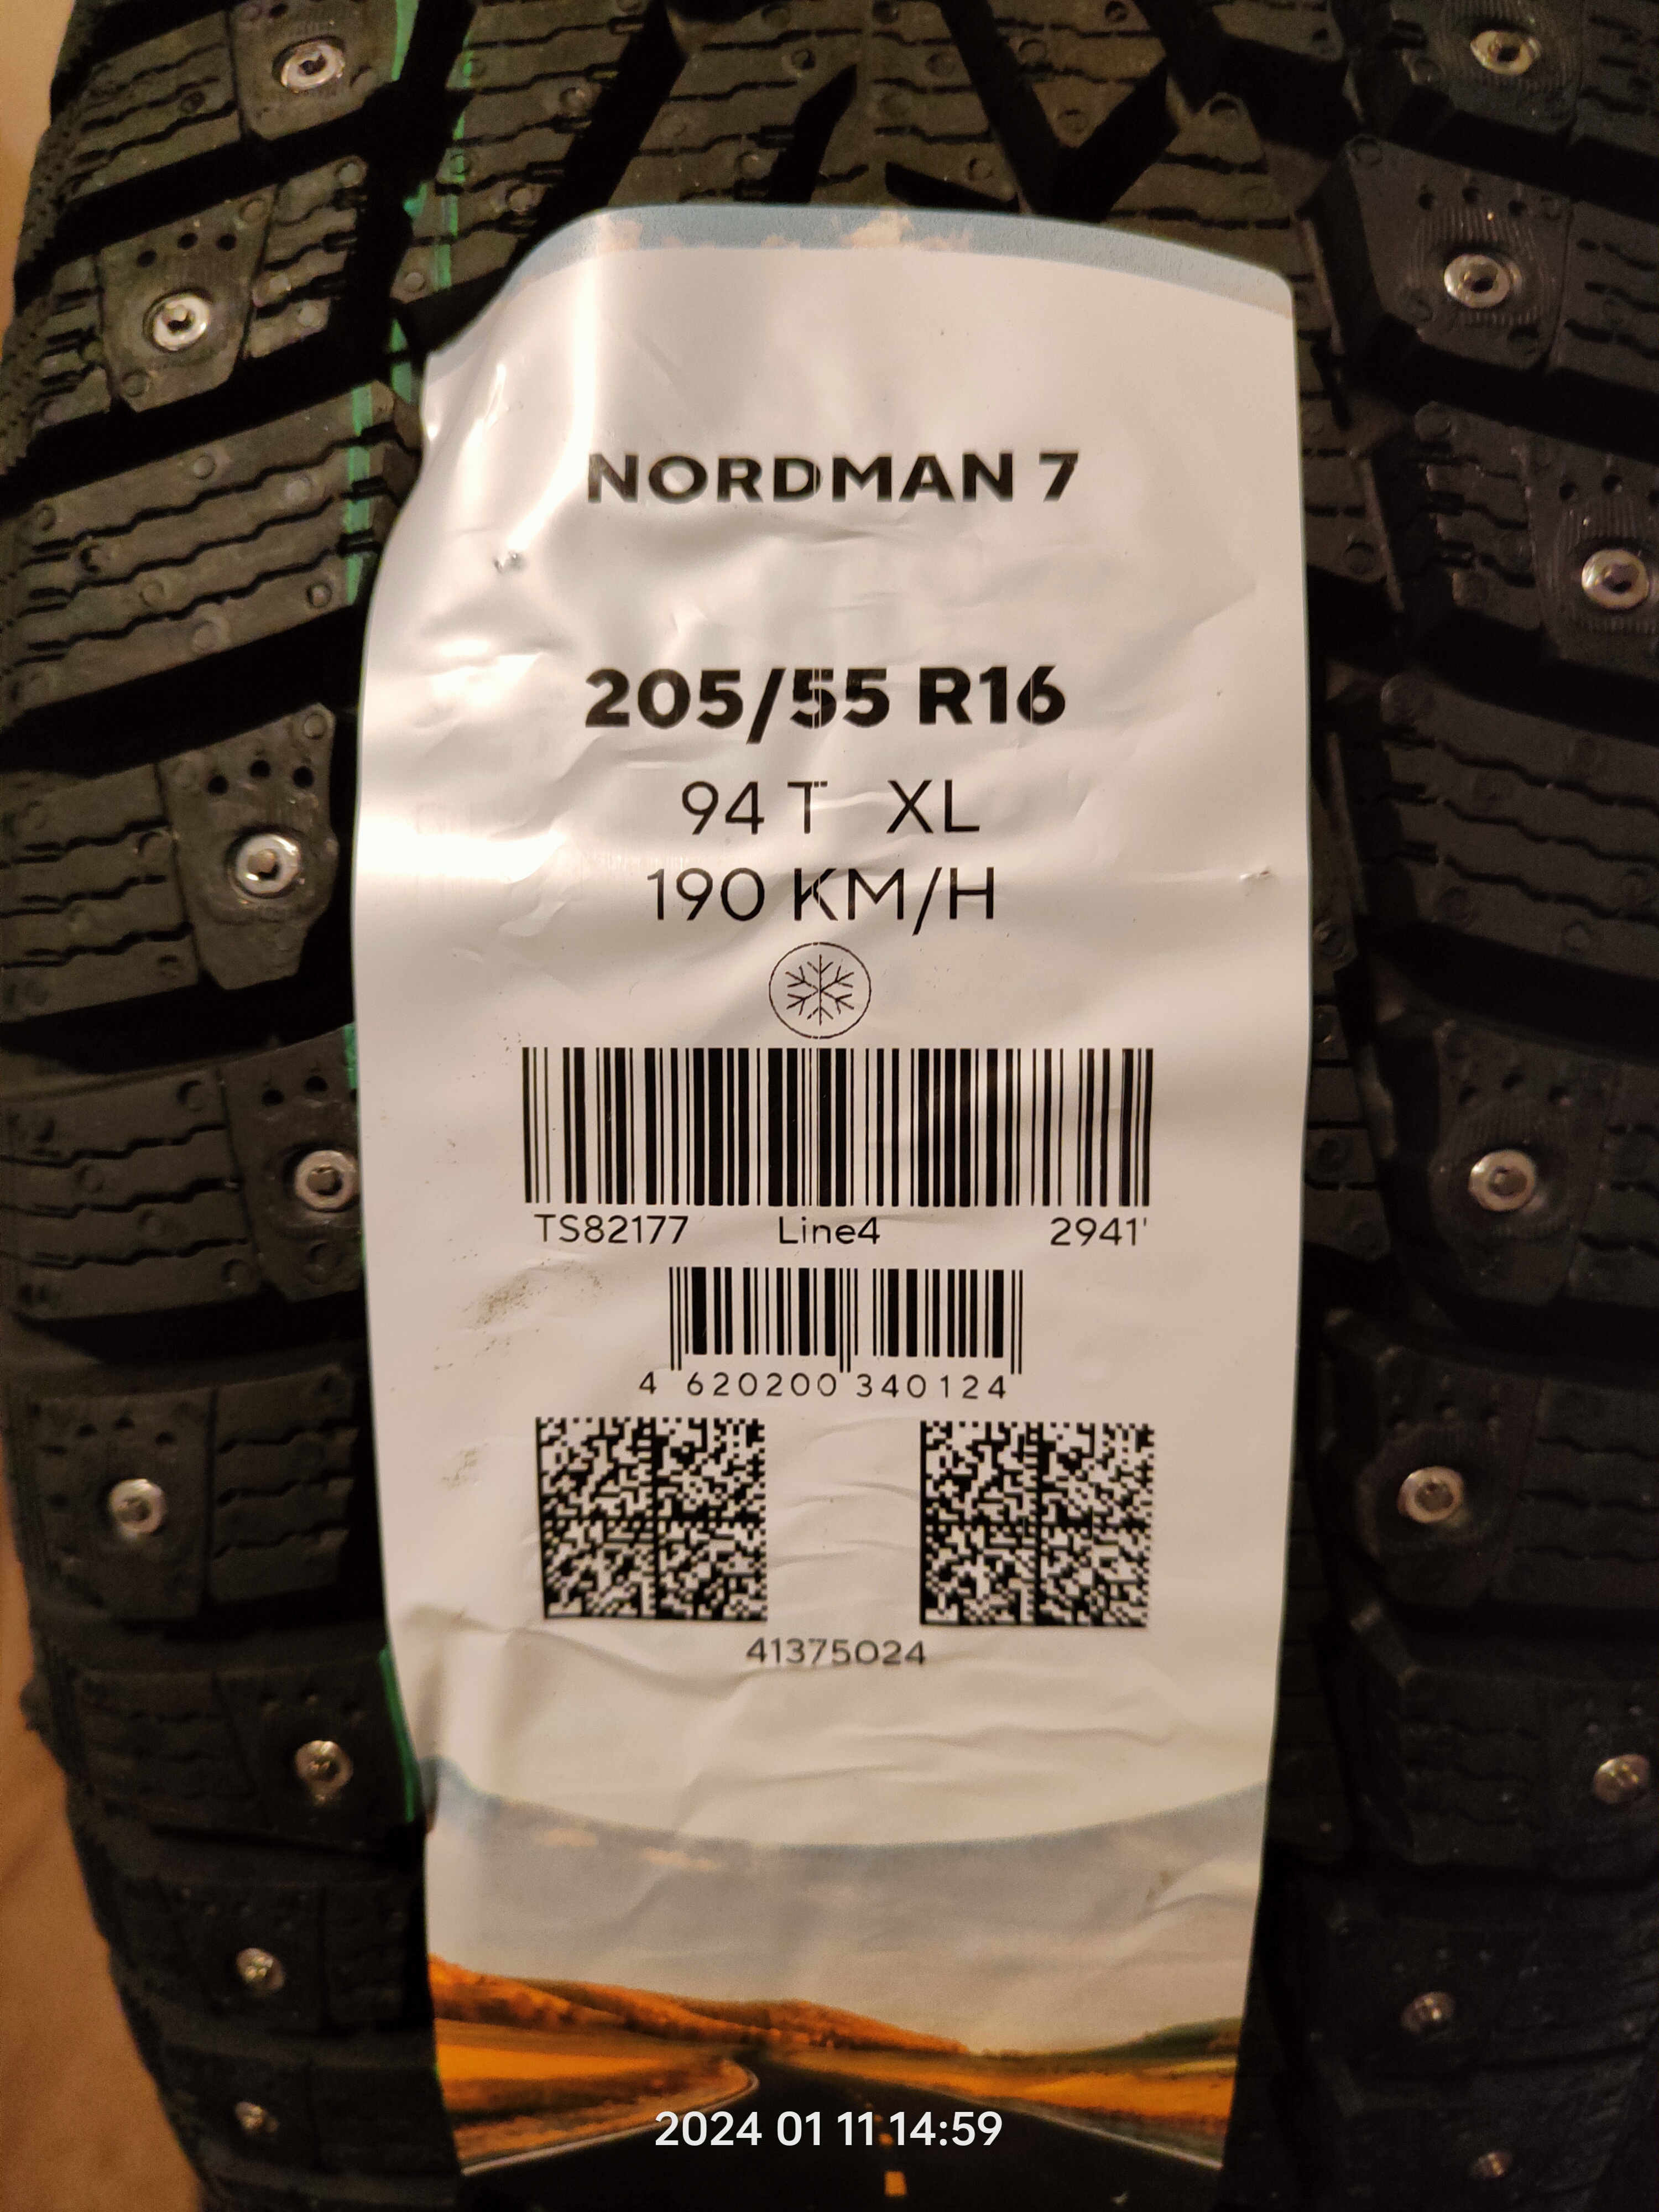 NORDMAN 7
205/55 R16
94 T XL
190 KM/H
TS82177 Line4 2941'
4 620200 340124
41375024
2024 01 11 14:59